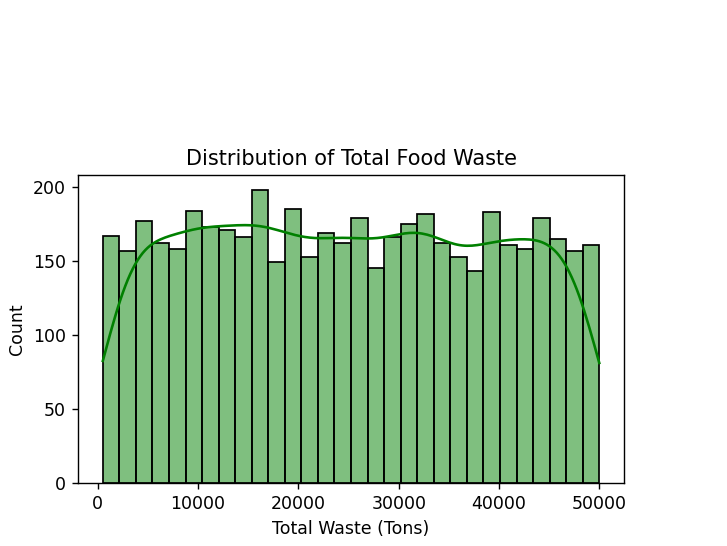 Distribution of Total Food Waste
200
150
100
50
0
Count
0 10000 20000 30000 40000 50000
Total Waste (Tons)